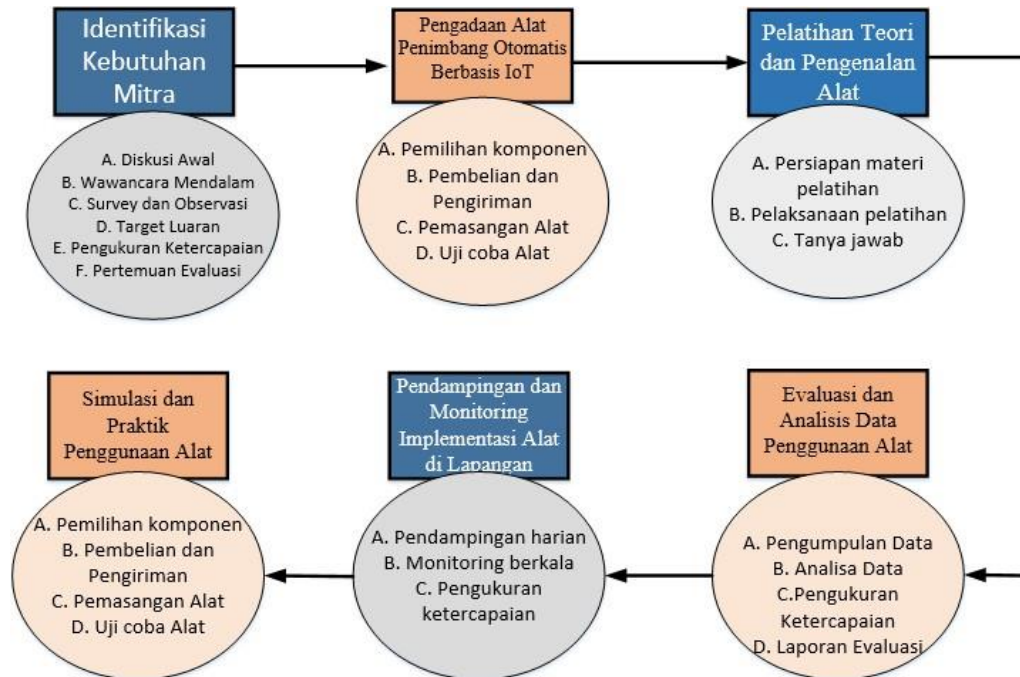 Identifikasi
Kebutuhan
Mitra
A. Diskusi Awal
B. Wawancara Mendalam
C. Survey dan Observasi
D. Target Luaran
E. Pengukuran Ketercapaian
F. Pertemuan Evaluasi
Pengadaan Alat
Penimbang Otomatis
Berbasis IoT
A. Pemilihan komponen
B. Pembelian dan
Pengiriman
C. Pemasangan Alat
D. Uji coba Alat
Pelatihan Teori
dan Pengenalan
Alat
A. Persiapan materi
pelatihan
B. Pelaksanaan pelatihan
C. Tanya jawab
Simulasi dan
Praktik
Penggunaan Alat
A. Pemilihan komponen
B. Pembelian dan
Pengiriman
C. Pemasangan Alat
D. Uji coba Alat
Pendampingan dan
Monitoring
Implementasi Alat
di Lapangan
A. Pendampingan harian
B. Monitoring berkala
C. Pengukuran
ketercapaian
Evaluasi dan
Analisis Data
Penggunaan Alat
A. Pengumpulan Data
B. Analisa Data
C.Pengukuran
Ketercapaian
D. Laporan Evaluasi